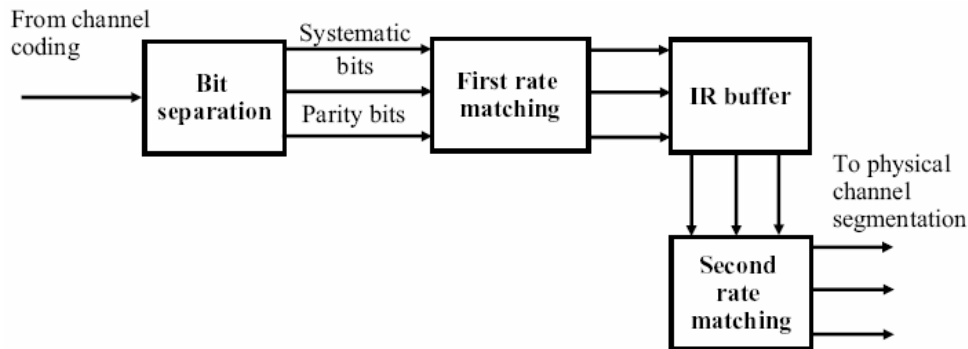 From channel
coding
Bit
separation
Systematic
bits
Parity bits
First rate
matching
IR buffer
To physical
channel
segmentation
Second
rate
matching